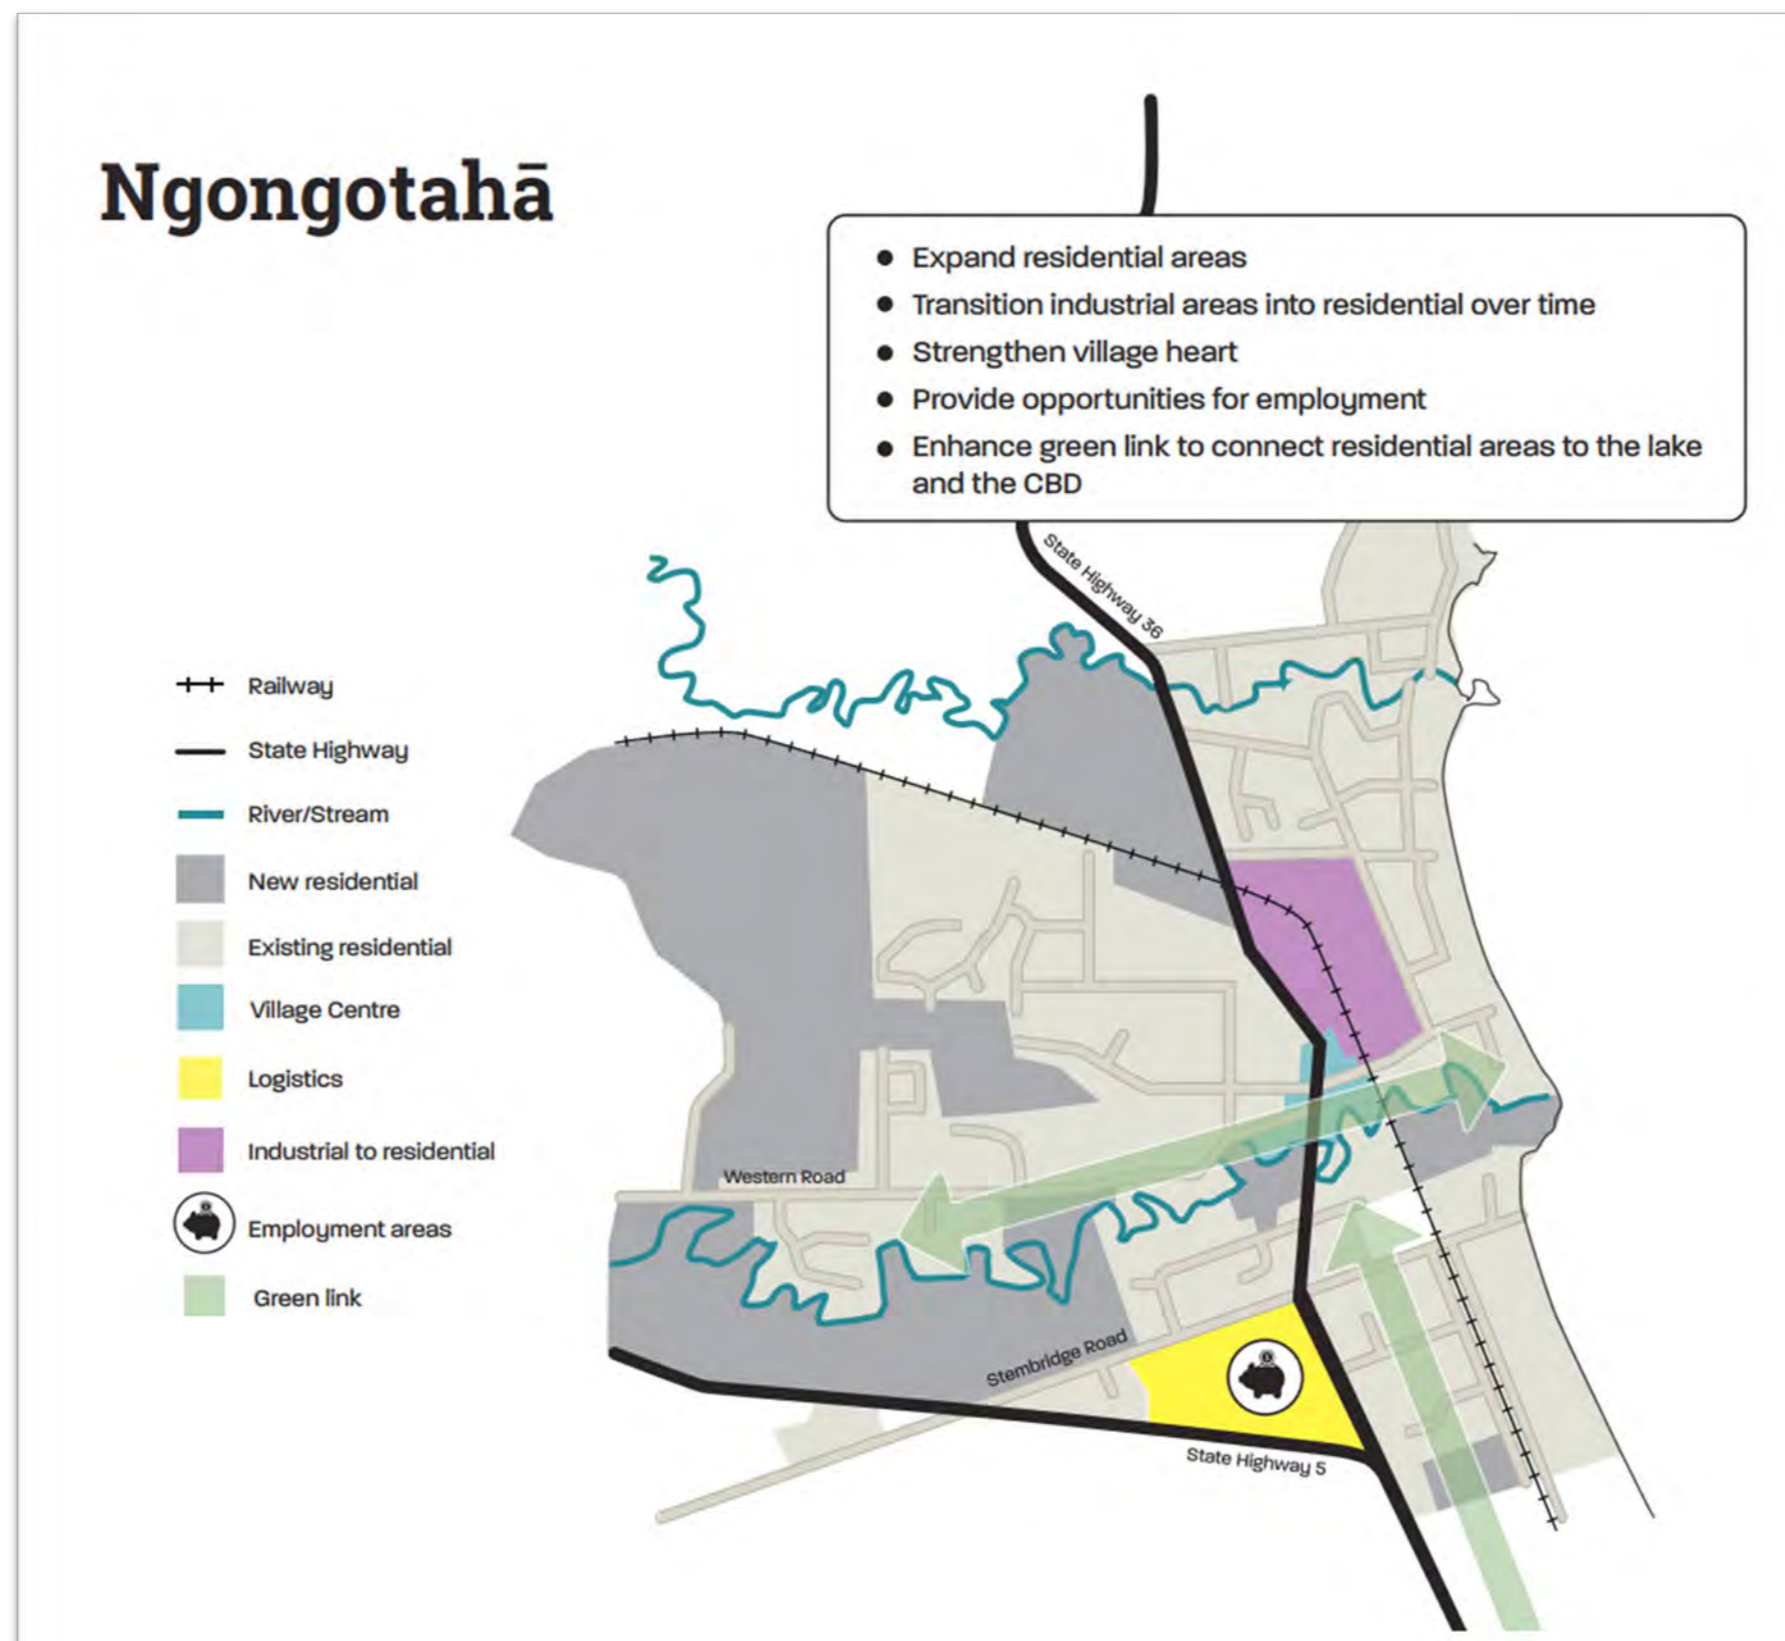 Ngongotahā
• Expand residential areas
• Transition industrial areas into residential over time
• Strengthen village heart
• Provide opportunities for employment
• Enhance green link to connect residential areas to the lake
and the CBD
State Highway 36
Railway
State Highway
River/Stream
New residential
Existing residential
Village Centre
Logistics
Industrial to residential
Employment areas
Green link
Western Road
Stembridge Road
State Highway 5